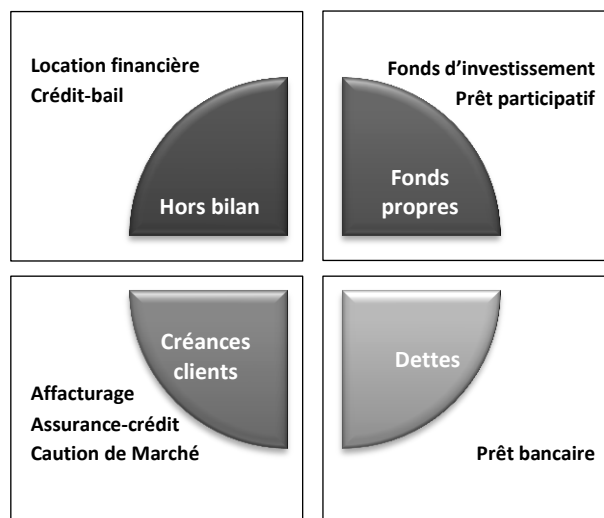 Location financière
Crédit-bail
Hors bilan
Fonds d’investissement
Prêt participatif
Fonds
propres
Créances
clients
Affacturage
Assurance-crédit
Caution de Marché
Dettes
Prêt bancaire